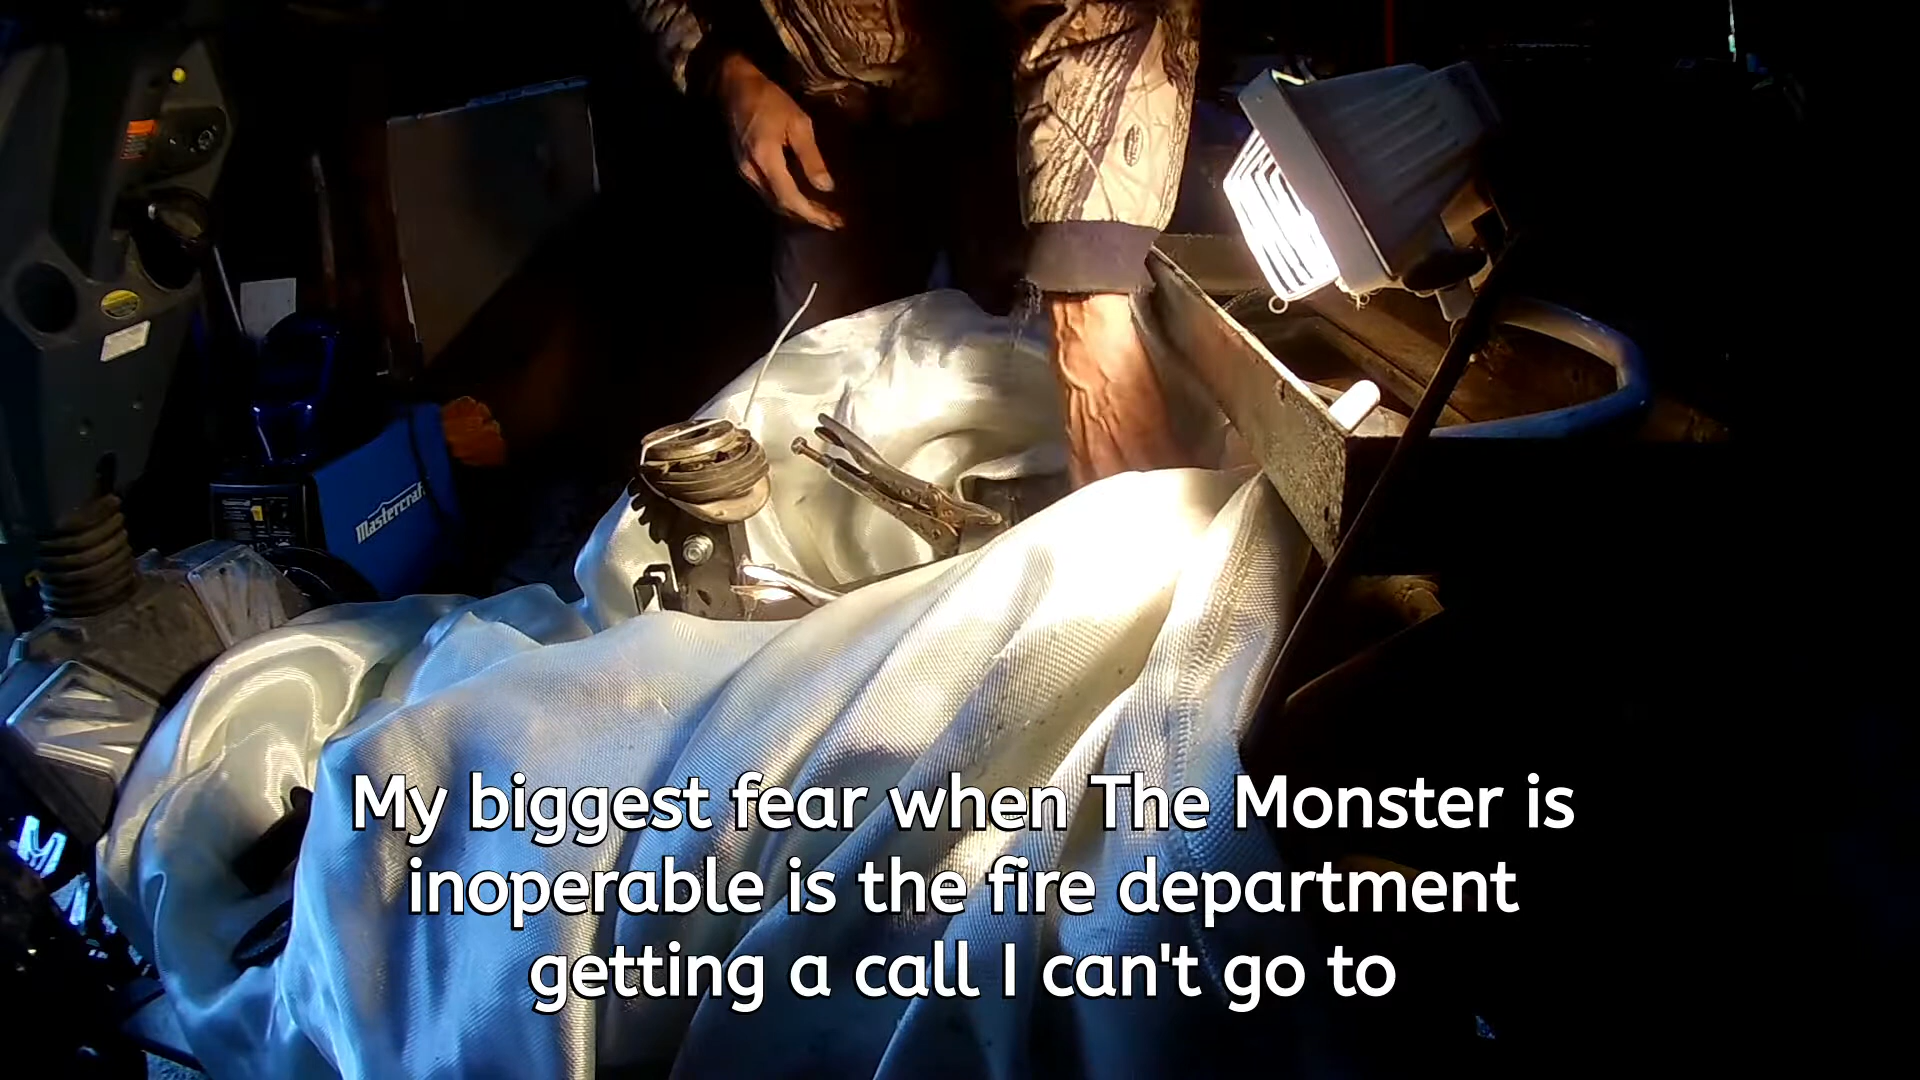 Mastercraft
My biggest fear when The Monster is
inoperable is the fire department
getting a call I can't go to